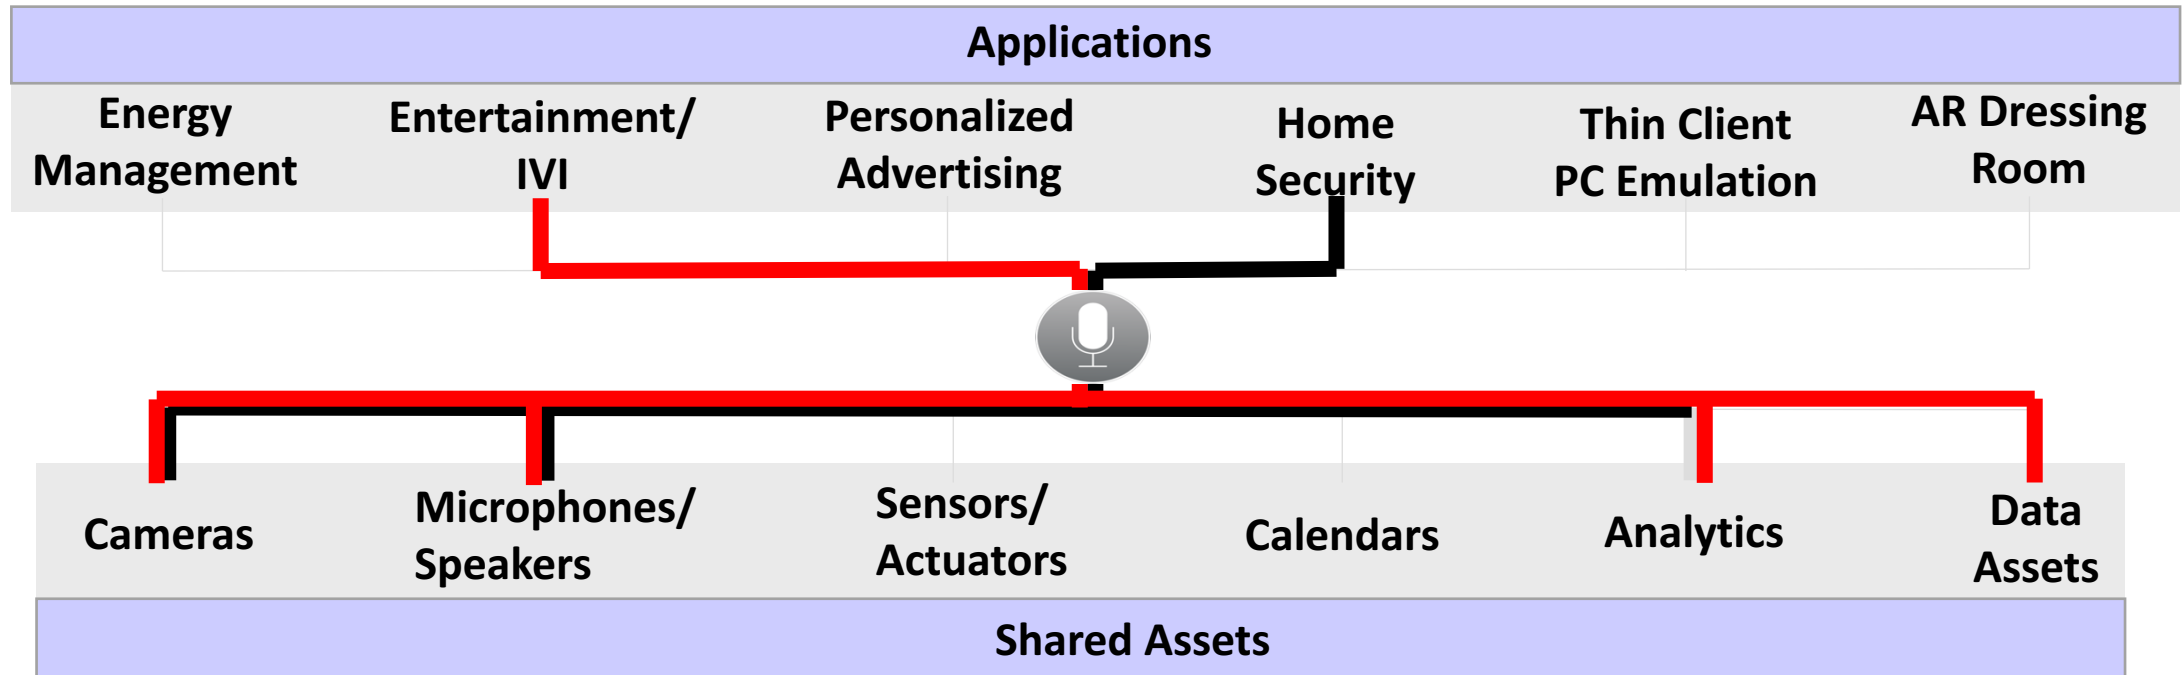 Applications
Energy
Management
Entertainment/
IVI
Personalized
Advertising
Home
Security
Thin Client
PC Emulation
AR Dressing
Room
Cameras
Microphones/
Speakers
Sensors/
Actuators
Calendars
Analytics
Data
Assets
Shared Assets